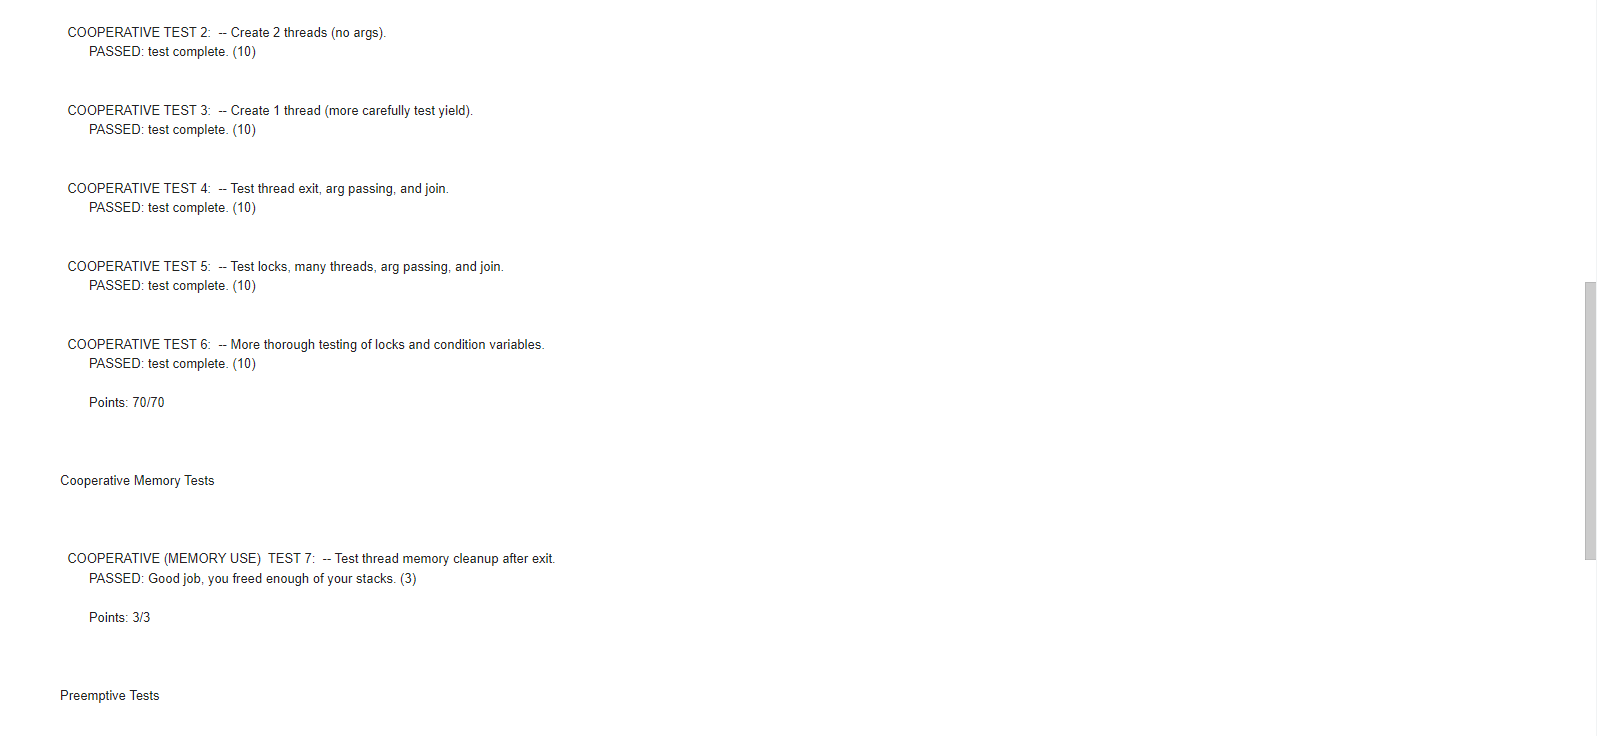 COOPERATIVE TEST 2:  -- Create 2 threads (no args).
PASSED: test complete. (10)
COOPERATIVE TEST 3:  -- Create 1 thread (more carefully test yield).
PASSED: test complete. (10)
COOPERATIVE TEST 4:  -- Test thread exit, arg passing, and join.
PASSED: test complete. (10)
COOPERATIVE TEST 5:  -- Test locks, many threads, arg passing, and join.
PASSED: test complete. (10)
COOPERATIVE TEST 6:  -- More thorough testing of locks and condition variables.
PASSED: test complete. (10)
Points: 70/70
Cooperative Memory Tests
COOPERATIVE (MEMORY USE)  TEST 7:  -- Test thread memory cleanup after exit.
PASSED: Good job, you freed enough of your stacks. (3)
Points: 3/3
Preemptive Tests